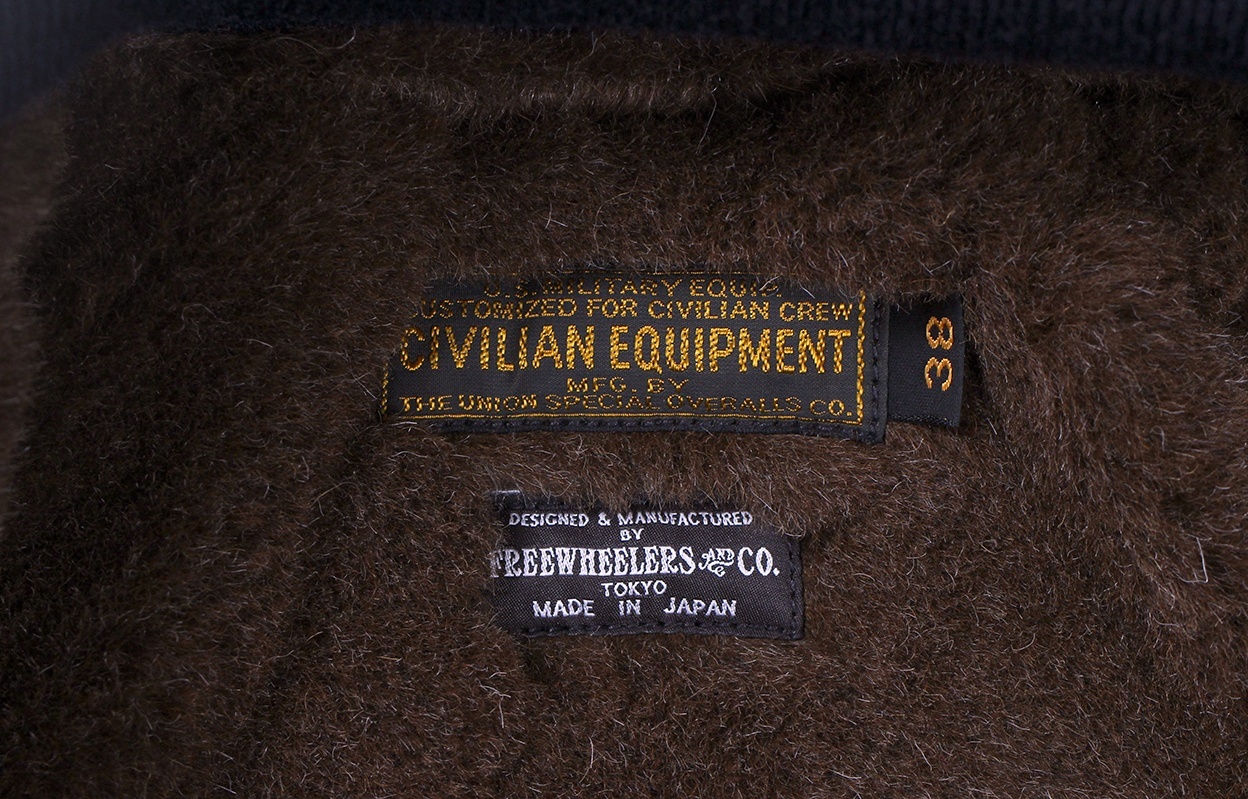 U.S. MILITARY EQUIP.
CUSTOMIZED FOR CIVILIAN CREW
CIVILIAN EQUIPMENT
MFG. BY
THE UNION SPECIAL OVERALLS CO.
38
DESIGNED & MANUFACTURED
BY
FREEWHEELERS AND CO.
TOKYO
MADE IN JAPAN